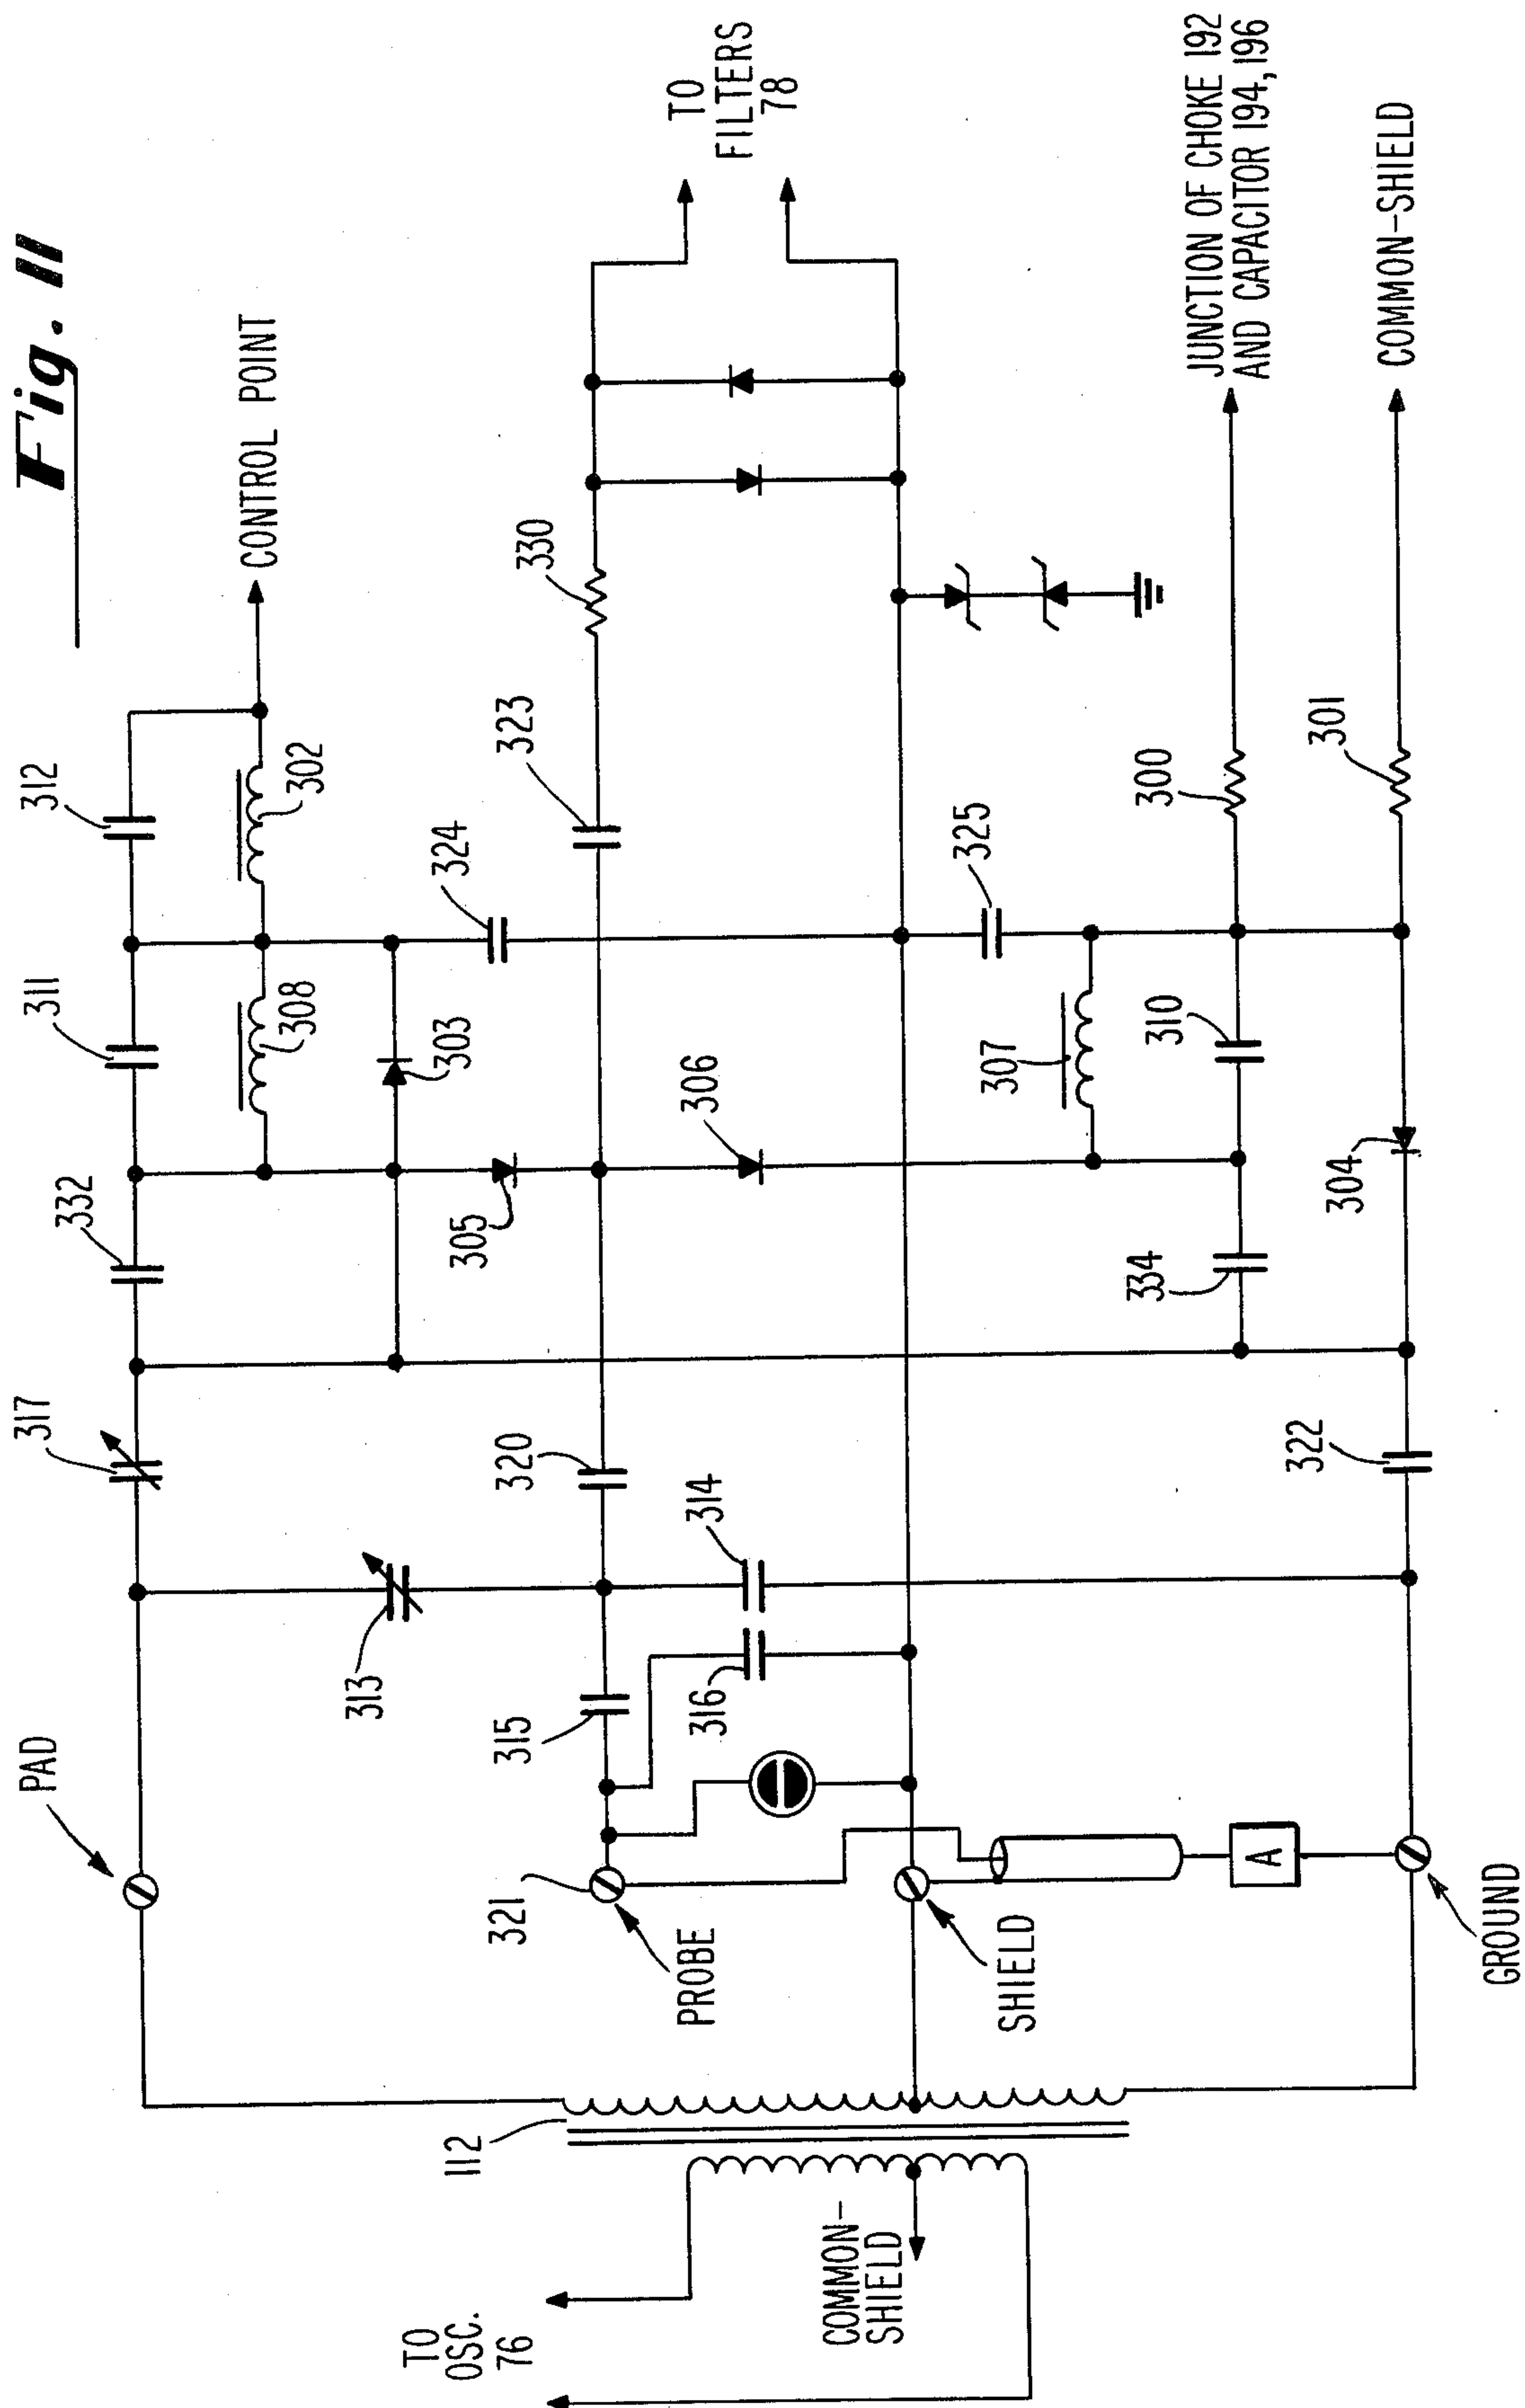 Fig. 11
PAD
317
332
311
312
CONTROL POINT
308
302
303
324
313
315
320
305
323
330
TO
FILTERS
78
321
PROBE
316
314
306
325
112
SHIELD
307
310
300
JUNCTION OF CHOKE 192
AND CAPACITOR 194,196
334
A
322
304
301
COMMON-SHIELD
GROUND
TO
OSC.
76
COMMON-
SHIELD